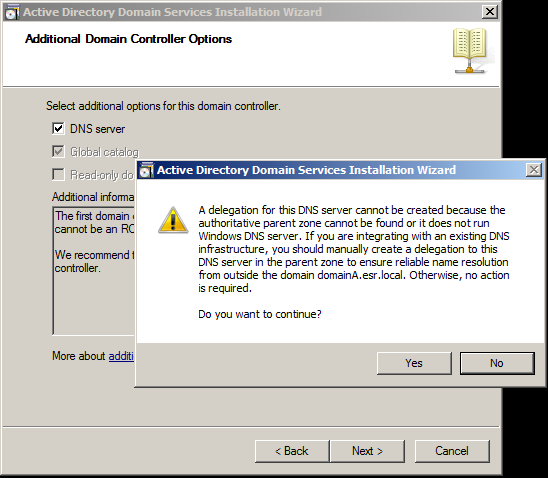 Active Directory Domain Services Installation Wizard
Additional Domain Controller Options
Select additional options for this domain controller.
DNS server
Global catalog
Read-only do
Additional informa
The first domain
cannot be an RO
We recommend
controller.
More about additi
Active Directory Domain Services Installation Wizard
A delegation for this DNS server cannot be created because the
authoritative parent zone cannot be found or it does not run
Windows DNS server. If you are integrating with an existing DNS
infrastructure, you should manually create a delegation to this
DNS server in the parent zone to ensure reliable name resolution
from outside the domain domainA.esr.local. Otherwise, no action
is required.
Do you want to continue?
Yes
No
< Back
Next >
Cancel